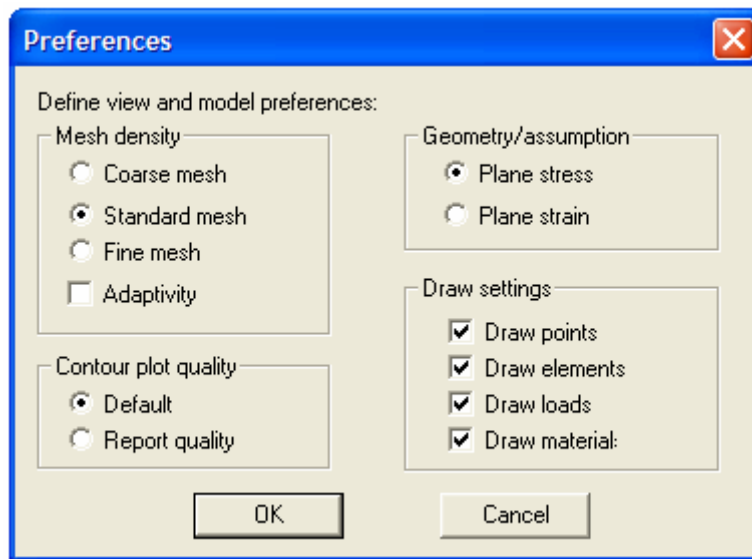 Preferences
Define view and model preferences:
Mesh density
Coarse mesh
Standard mesh
Fine mesh
Adaptivity
Contour plot quality
Default
Report quality
Geometry/assumption
Plane stress
Plane strain
Draw settings
Draw points
Draw elements
Draw loads
Draw material:
OK
Cancel